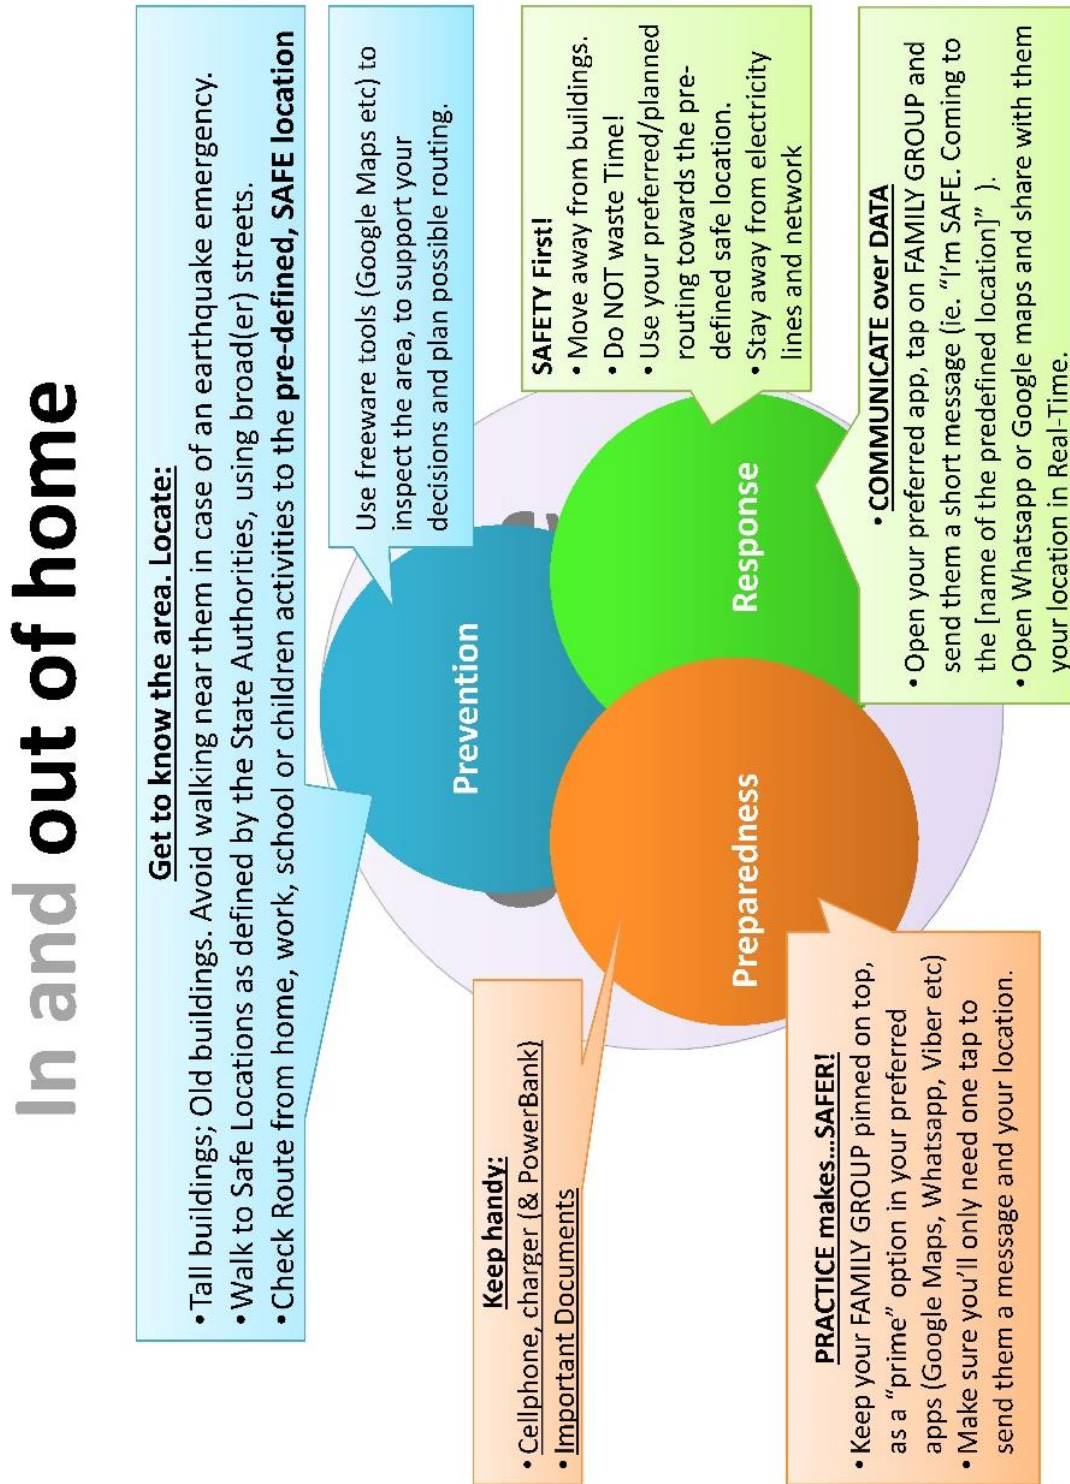 In and out of home
Get to know the area. Locate:
• Tall buildings; Old buildings. Avoid walking near them in case of an earthquake emergency.
• Walk to Safe Locations as defined by the State Authorities, using broad(er) streets.
• Check Route from home, work, school or children activities to the pre-defined, SAFE location
Use freeware tools (Google Maps etc) to
inspect the area, to support your
decisions and plan possible routing.
Prevention
Keep handy:
• Cellphone, charger (& PowerBank)
• Important Documents
SAFETY First!
• Move away from buildings.
• Do NOT waste Time!
• Use your preferred/planned
routing towards the pre-
defined safe location.
• Stay away from electricity
lines and network
Preparedness
Response
PRACTICE makes...SAFER!
• Keep your FAMILY GROUP pinned on top,
as a “prime” option in your preferred
apps (Google Maps, Whatsapp, Viber etc)
• Make sure you’ll only need one tap to
send them a message and your location.
• COMMUNICATE over DATA
• Open your preferred app, tap on FAMILY GROUP and
send them a short message (ie. “I’m SAFE. Coming to
the [name of the predefined location]” ).
• Open Whatsapp or Google maps and share with them
your location in Real-Time.